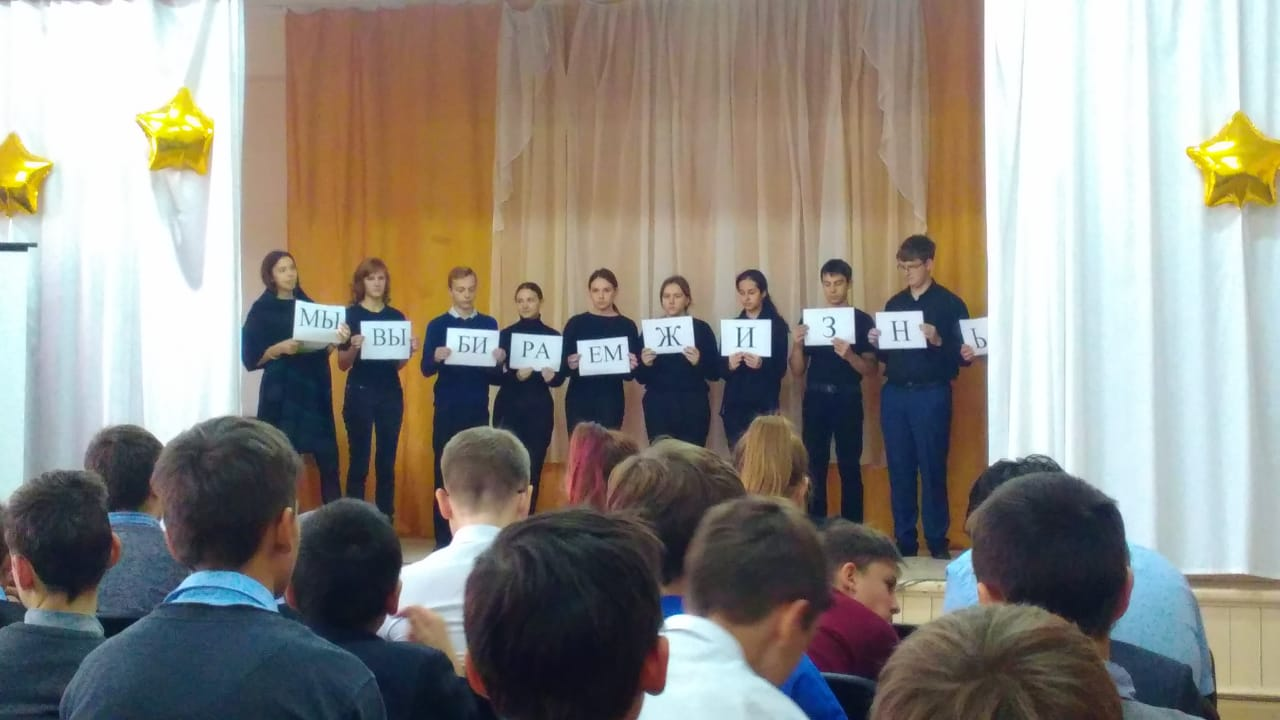 МЫ ВЫ БИ РА ЕМ Ж И З Н Ь